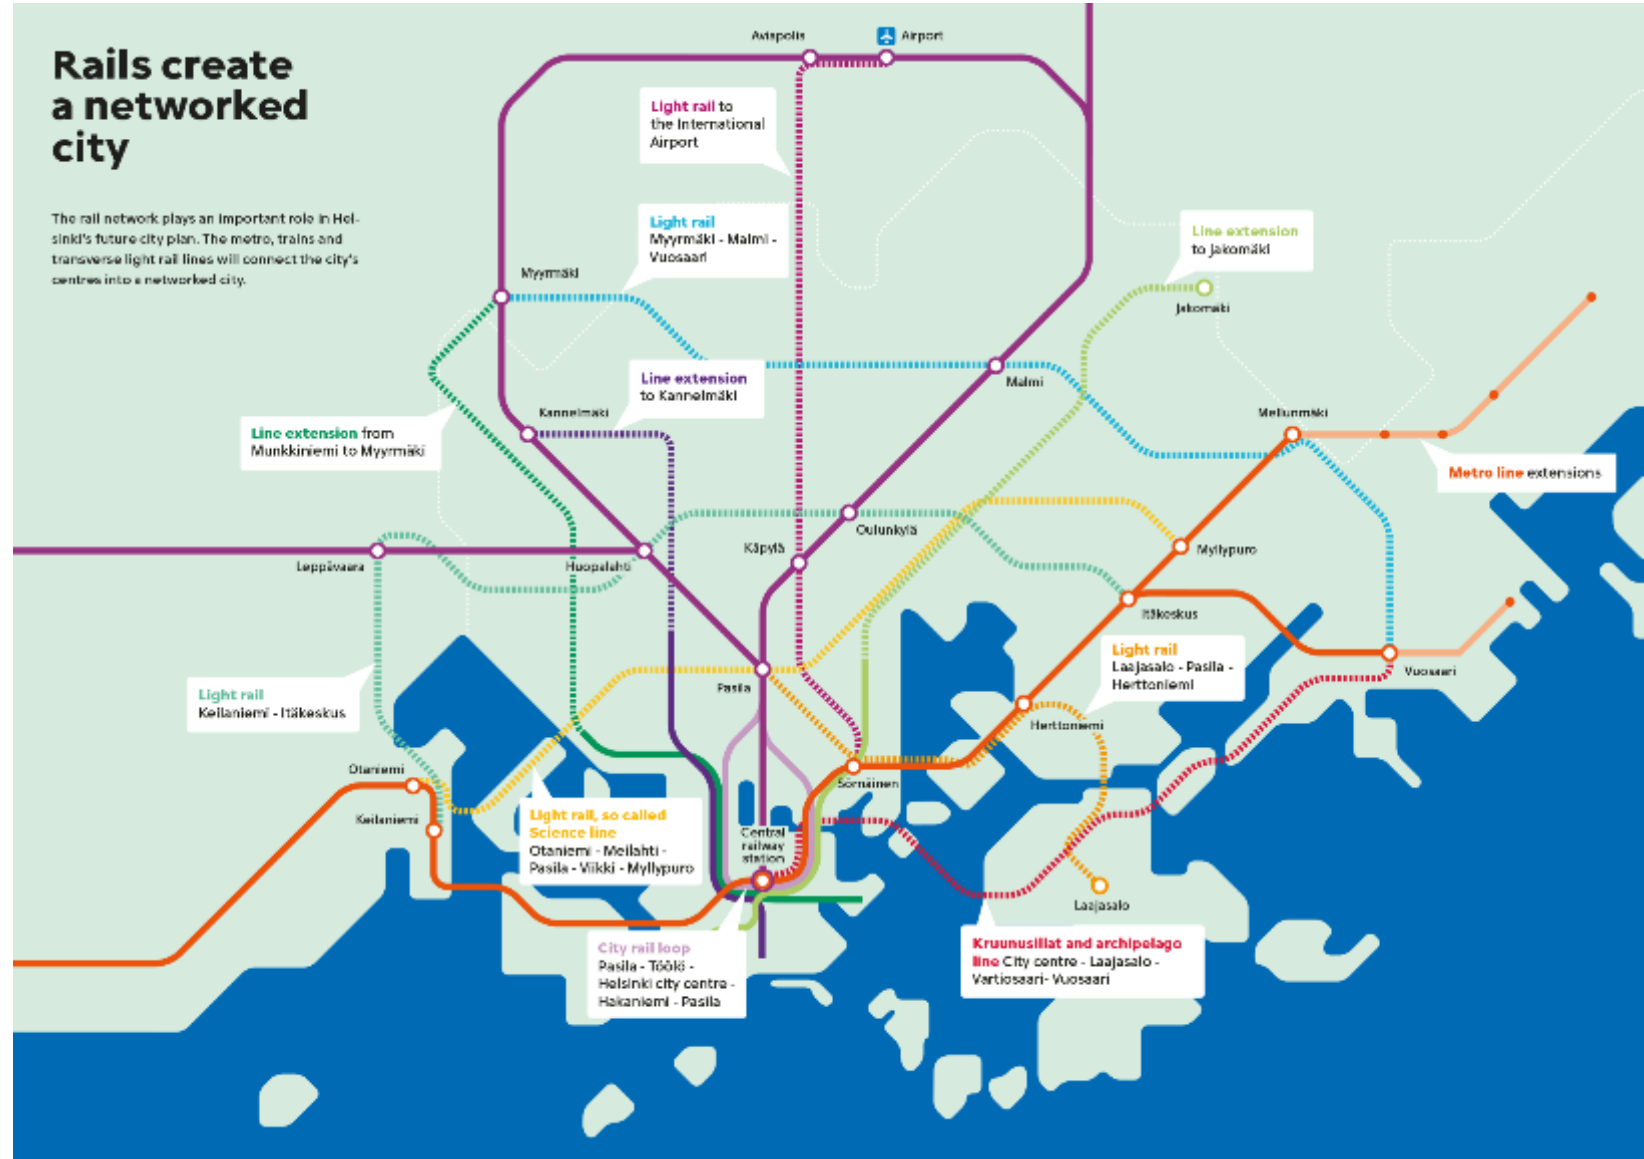 Rails create
a networked
city
The rail network plays an important role in Hel-
sinki's future city plan. The metro, trains and
transverse light rail lines will connect the city's
centres into a networked city.
Aviapolis
Airport
Light rail to
the International
Airport
Light rail
Myyrmäki - Malmi -
Vuosaari
Line extension
to Jakomäki
Myyrmäki
Jakomäki
Line extension
to Kannelmäki
Malmi
Kannelmäki
Mellunmäki
Line extension from
Munkkiniemi to Myyrmäki
Metro line extensions
Oulunkylä
Käpylä
Myllypuro
Leppävaara
Huopalahti
Itäkeskus
Light rail
Laajasalo - Pasila -
Herttoniemi
Vuosaari
Pasila
Light rail
Keilaniemi - Itäkeskus
Herttoniemi
Otaniemi
Sörnäinen
Keilaniemi
Light rail, so called
Science line
Otaniemi - Meilahti -
Pasila - Viikki - Myllypuro
Central
railway
station
Laajasalo
City rail loop
Pasila - Töölö -
Helsinki city centre -
Hakaniemi - Pasila
Kruunusillat and archipelago
line City centre - Laajasalo -
Vartiosaari- Vuosaari